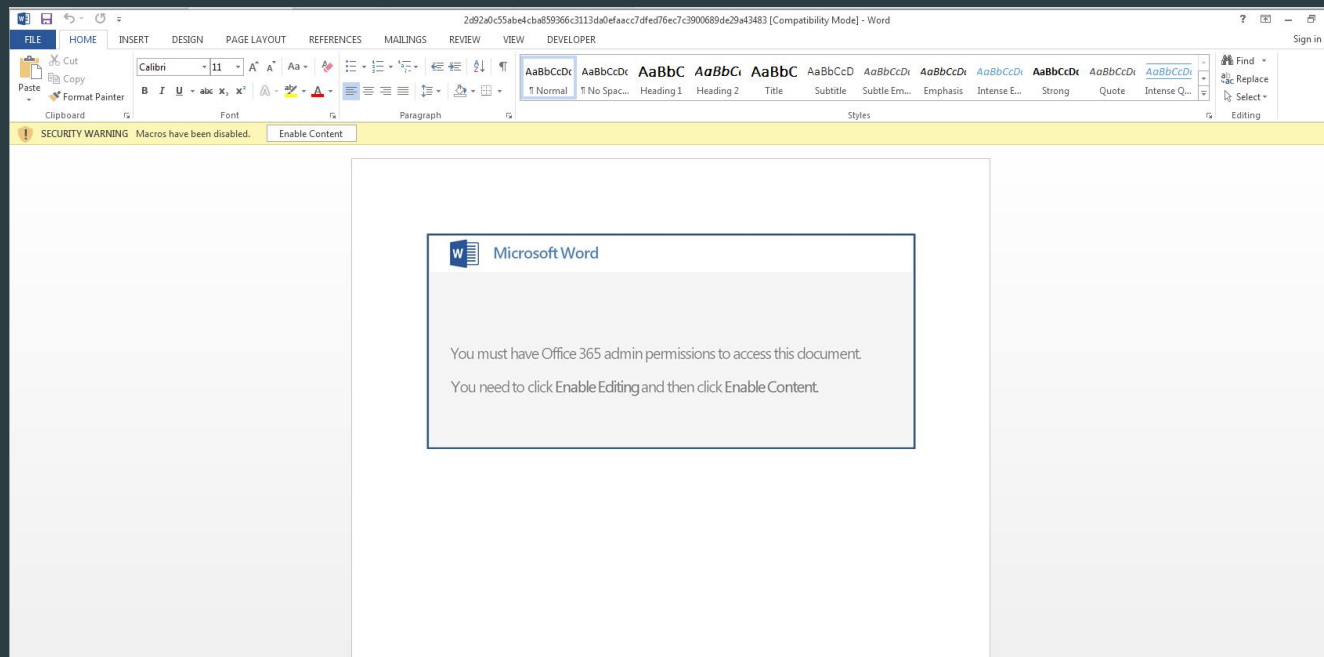 2d92a0c55abe4cba859366c3113da0efaacc7dfed76ec7c3900689de29a43483 [Compatibility Mode] - Word
FILE HOME INSERT DESIGN PAGE LAYOUT REFERENCES MAILINGS REVIEW VIEW DEVELOPER Sign in
Paste
Cut
Copy
Format Painter
Clipboard
Calibri 11
Font
Paragraph
AaBbCcDc AaBbCcDc AaBbC AaBbC AaBbC AaBbCcD AaBbCcDc AaBbCcDc AaBbCcDc AaBbCcDc AaBbCcDc AaBbCcDc
¶ Normal ¶ No Spac... Heading 1 Heading 2 Title Subtitle Subtle Em... Emphasis Intense E... Strong Quote Intense Q...
Styles
Find
Replace
Select
Editing
SECURITY WARNING Macros have been disabled. Enable Content
Microsoft Word
You must have Office 365 admin permissions to access this document.
You need to click Enable Editing and then click Enable Content.